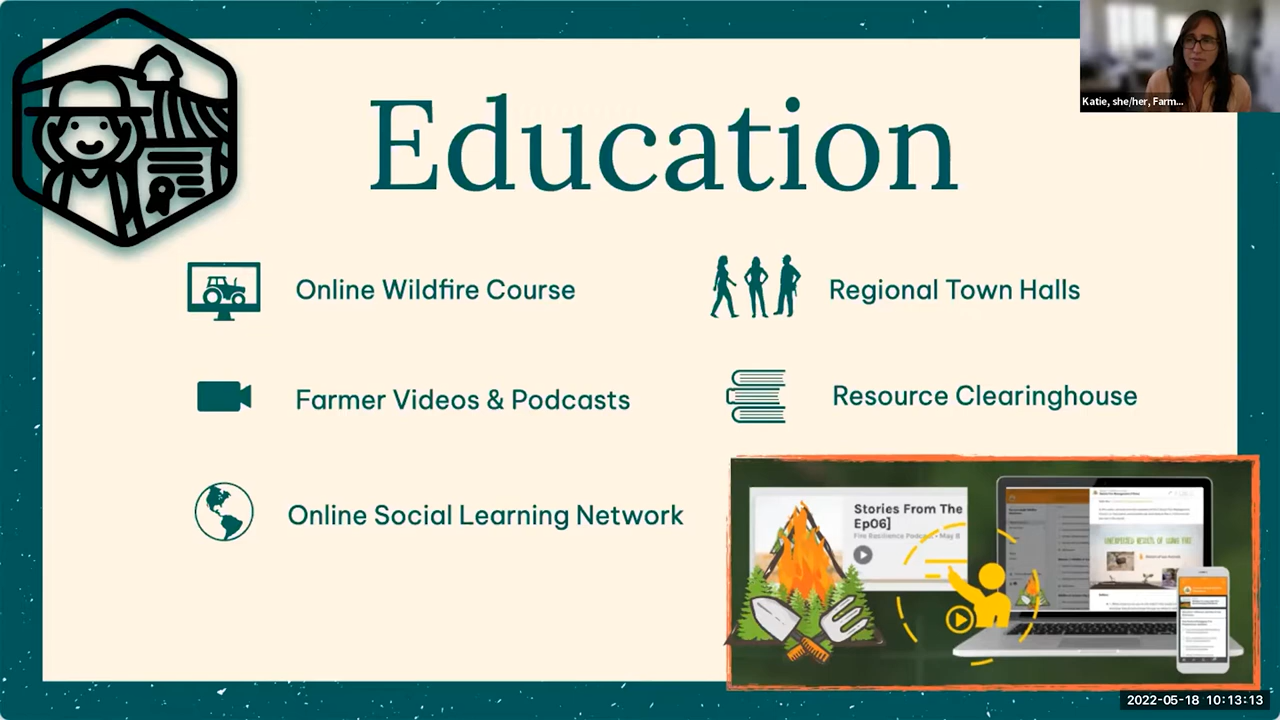 Katie, she/her, Farm...
Education
Online Wildfire Course
Regional Town Halls
Farmer Videos & Podcasts
Resource Clearinghouse
Online Social Learning Network
Stories From The
Ep06]
Fire Resilience Podcast • May 8
UNEXPECTED RESULTS OF USING FIRE
2022-05-18 10:13:13